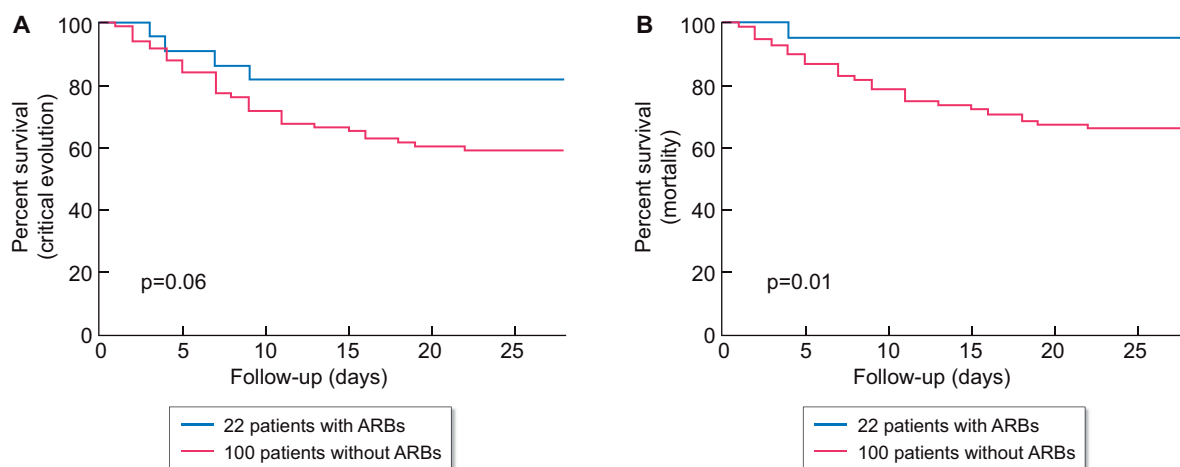 A
Percent survival
(critical evolution)
100
80
60
40
20
0
p=0.06
0 5 10 15 20 25
Follow-up (days)
22 patients with ARBs
100 patients without ARBs
B
Percent survival
(mortality)
100
80
60
40
20
0
p=0.01
0 5 10 15 20 25
Follow-up (days)
22 patients with ARBs
100 patients without ARBs